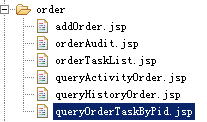 order
addOrder.jsp
orderAudit.jsp
orderTaskList.jsp
queryActivityOrder.jsp
queryHistoryOrder.jsp
queryOrderTaskByPid.jsp